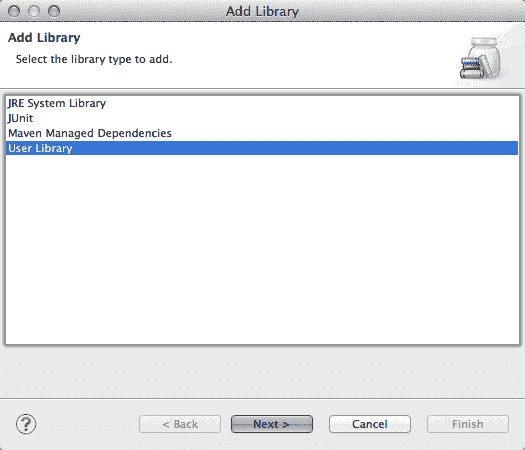 Add Library
Add Library
Select the library type to add.
JRE System Library
JUnit
Maven Managed Dependencies
User Library
?
< Back
Next >
Cancel
Finish